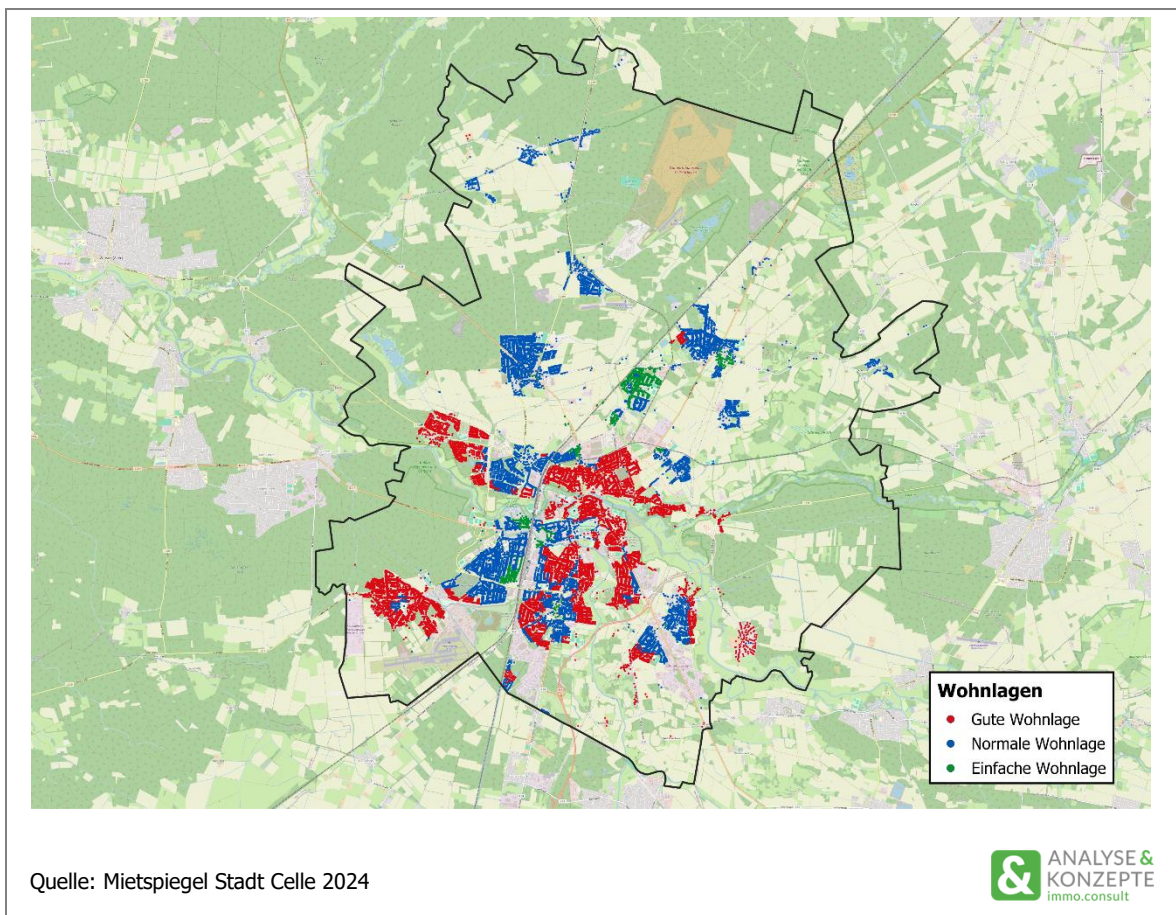 Wohnlagen
Gute Wohnlage
Normale Wohnlage
Einfache Wohnlage
Quelle: Mietspiegel Stadt Celle 2024
& ANALYSE &
KONZEPTE
immo.consult